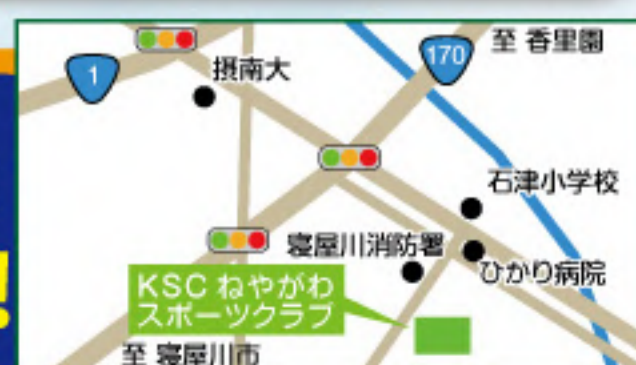 170
至 香里園
1
摂南大
石津小学校
寝屋川消防署
ひかり病院
KSC ねやがわ
スポーツクラブ
至 寝屋川市
!